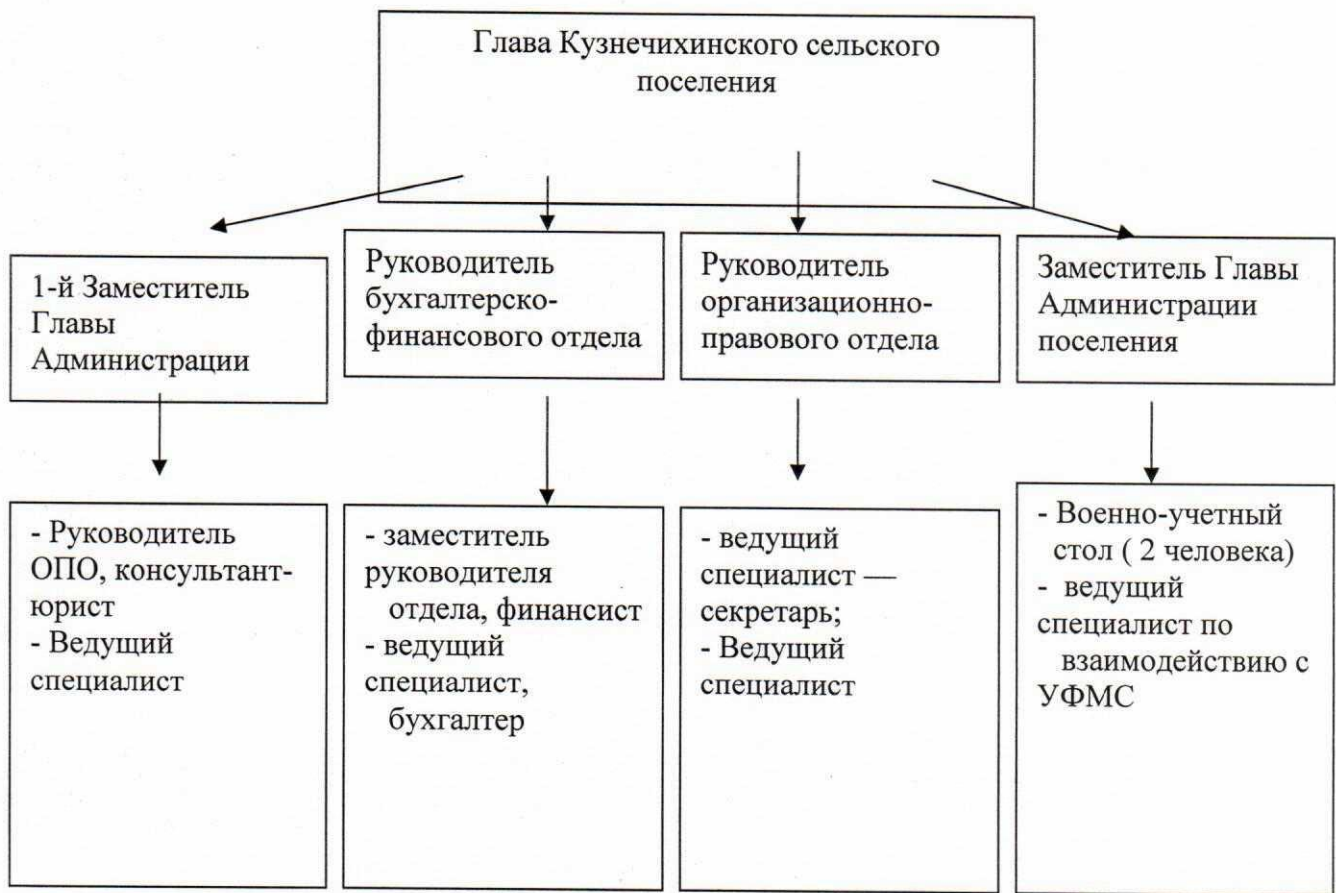 Глава Кузнечихинского сельского
поселения
1-й Заместитель
Главы
Администрации
Руководитель
бухгалтерско-
финансового отдела
Руководитель
организационно-
правового отдела
Заместитель Главы
Администрации
поселения
- Руководитель
ОПО, консультант-
юрист
- Ведущий
специалист
- заместитель
руководителя
отдела, финансист
- ведущий
специалист,
бухгалтер
- ведущий
специалист —
секретарь;
- Ведущий
специалист
- Военно-учетный
стол ( 2 человека)
- ведущий
специалист по
взаимодействию с
УФМС